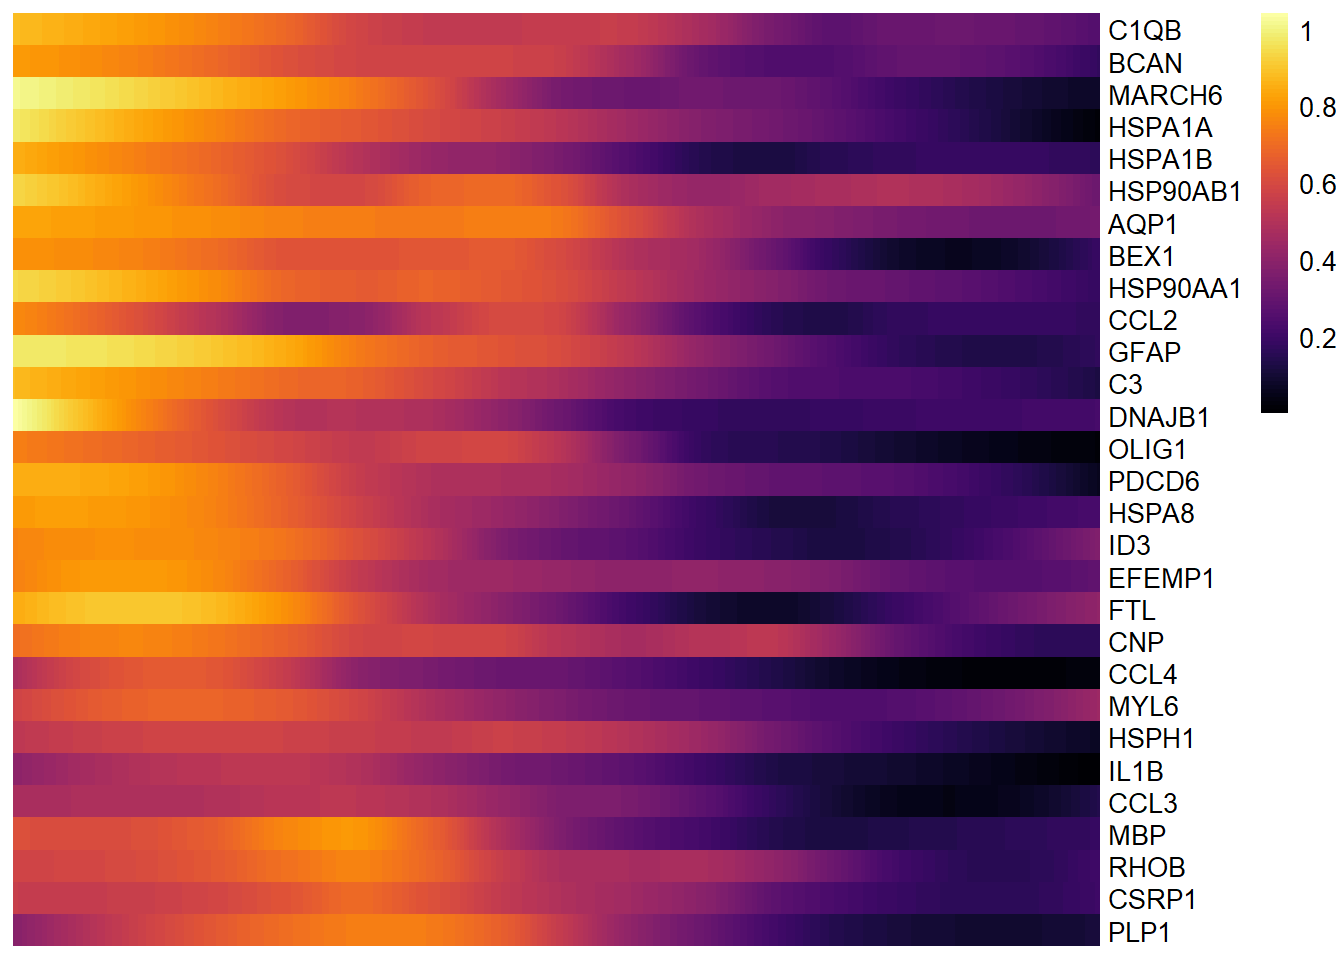 C1QB
BCAN
MARCH6
HSPA1A
HSPA1B
HSP90AB1
AQP1
BEX1
HSP90AA1
CCL2
GFAP
C3
DNAJB1
OLIG1
PDCD6
HSPA8
ID3
EFEMP1
FTL
CNP
CCL4
MYL6
HSPH1
IL1B
CCL3
MBP
RHOB
CSRP1
PLP1
1
0.8
0.6
0.4
0.2